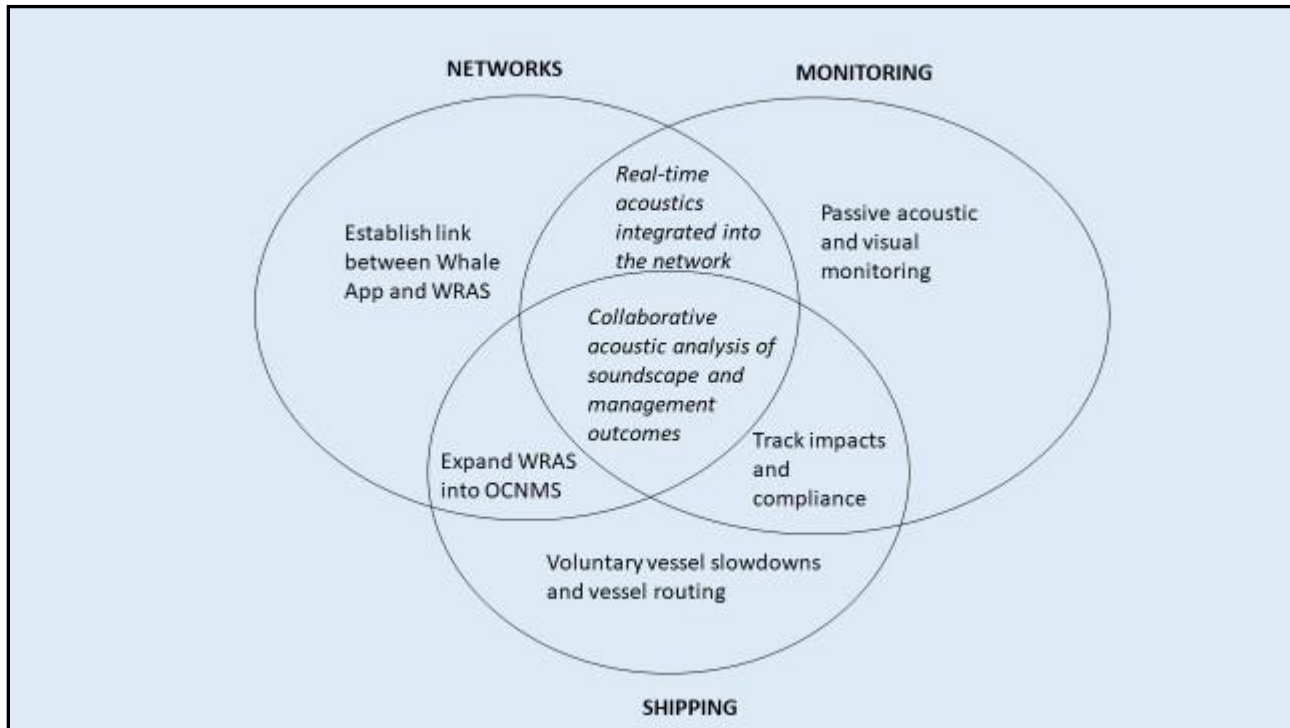 NETWORKS
MONITORING
Real-time
acoustics
integrated into
the network
Establish link
between Whale
App and WRAS
Passive acoustic
and visual
monitoring
Collaborative
acoustic analysis of
soundscape and
management
outcomes
Expand WRAS
into OCNMS
Track impacts
and
compliance
Voluntary vessel slowdowns
and vessel routing
SHIPPING